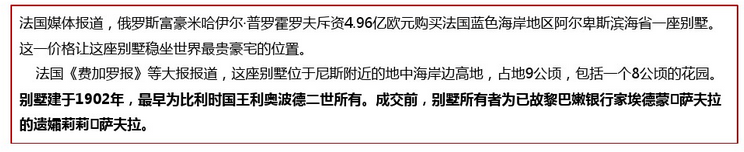 法国媒体报道，俄罗斯富豪米哈伊尔·普罗霍罗夫斥资4.96亿欧元购买法国蓝色海岸地区阿尔卑斯滨海省一座别墅。
这一价格让这座别墅稳坐世界最贵豪宅的位置。
法国《费加罗报》等大报报道，这座别墅位于尼斯附近的地中海岸边高地，占地9公顷，包括一个8公顷的花园。
别墅建于1902年，最早为比利时国王利奥波德二世所有。成交前，别墅所有者为已故黎巴嫩银行家埃德蒙▯萨夫拉
的遗孀莉莉▯萨夫拉。